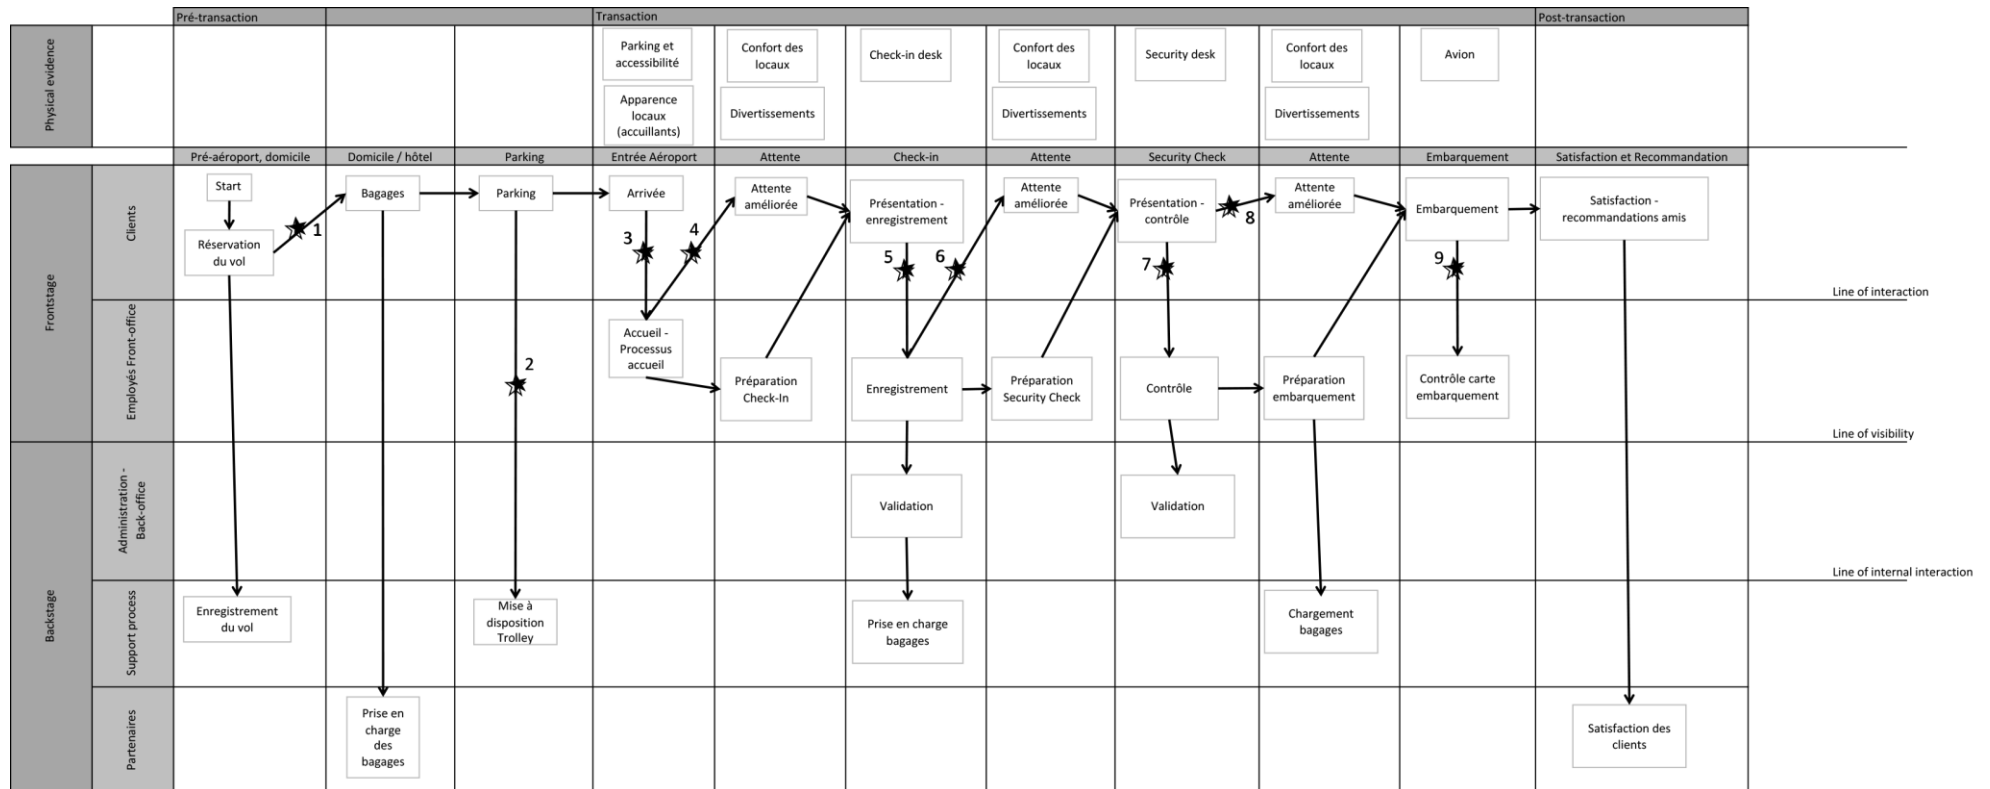 Pré-transaction
Transaction
Post-transaction
Physical evidence
Parking et
accessibilité
Apparence
locaux
(accuillants)
Confort des
locaux
Divertissements
Check-in desk
Confort des
locaux
Divertissements
Security desk
Confort des
locaux
Divertissements
Avion
Pré-aéroport, domicile
Domicile / hôtel
Parking
Entrée Aéroport
Attente
Check-in
Attente
Security Check
Attente
Embarquement
Satisfaction et Recommandation
Frontstage
Clients
Start
Réservation
du vol
1
Bagages
Parking
Arrivée
3
4
Attente
améliorée
Présentation -
enregistrement
5
6
Attente
améliorée
Présentation -
contrôle
7
8
Attente
améliorée
Embarquement
9
Satisfaction -
recommandations amis
Line of interaction
Employés Front-office
2
Accueil -
Processus
accueil
Préparation
Check-In
Enregistrement
Préparation
Security Check
Contrôle
Préparation
embarquement
Contrôle carte
embarquement
Line of visibility
Backstage
Administration -
Back-office
Validation
Validation
Line of internal interaction
Support process
Enregistrement
du vol
Mise à
disposition
Trolley
Prise en charge
bagages
Chargement
bagages
Partenaires
Prise en
charge
des
bagages
Satisfaction des
clients